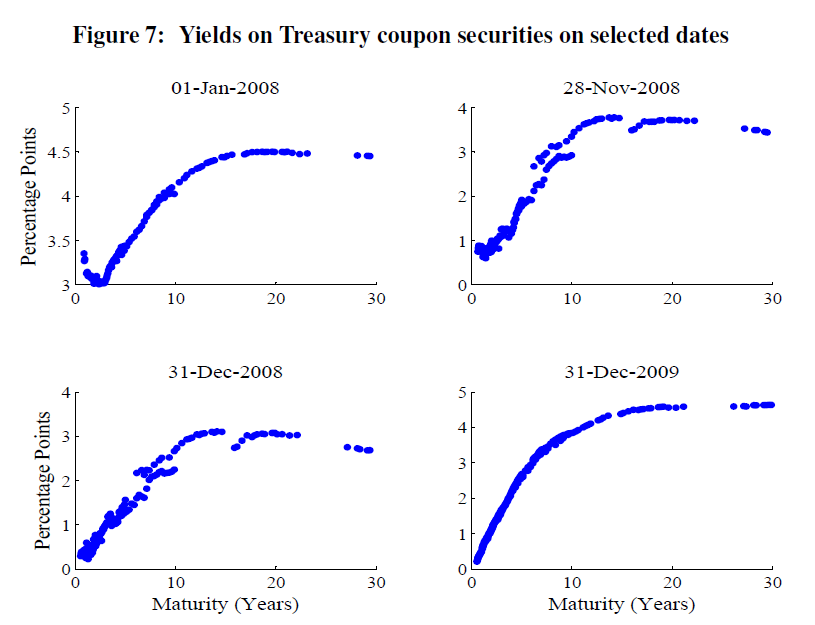 Figure 7: Yields on Treasury coupon securities on selected dates
01-Jan-2008
5
4.5
4
3.5
3
0 10 20 30
Percentage Points
28-Nov-2008
4
3
2
1
0
0 10 20 30
31-Dec-2008
4
3
2
1
0
0 10 20 30
Percentage Points
Maturity (Years)
31-Dec-2009
5
4
3
2
1
0
0 10 20 30
Maturity (Years)